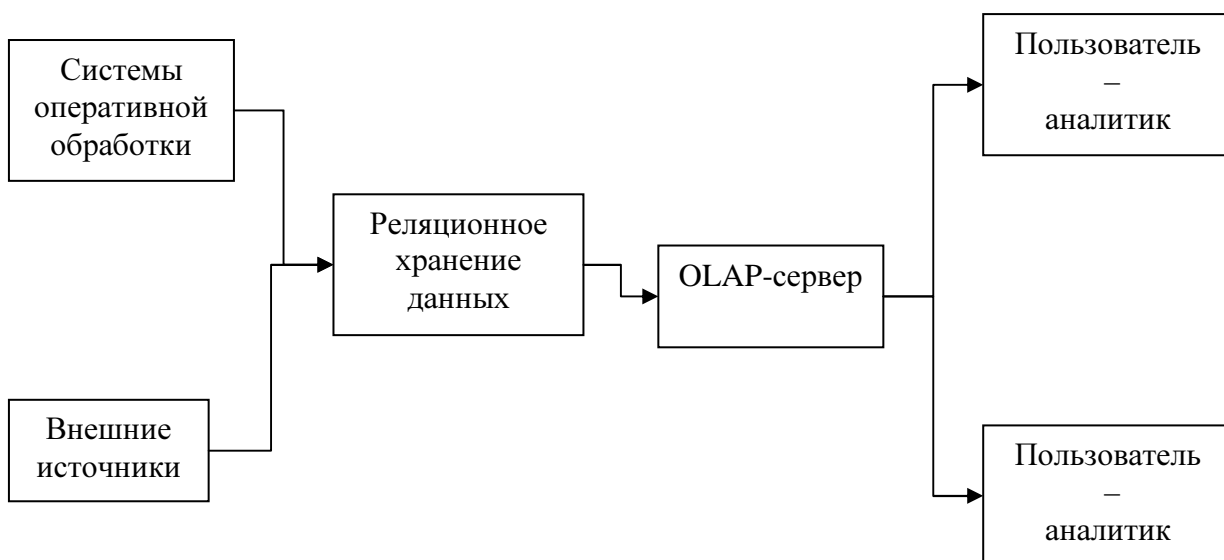 Системы
оперативной
обработки
Внешние
источники
Реляционное
хранение
данных
OLAP-сервер
Пользователь
–
аналитик
Пользователь
–
аналитик